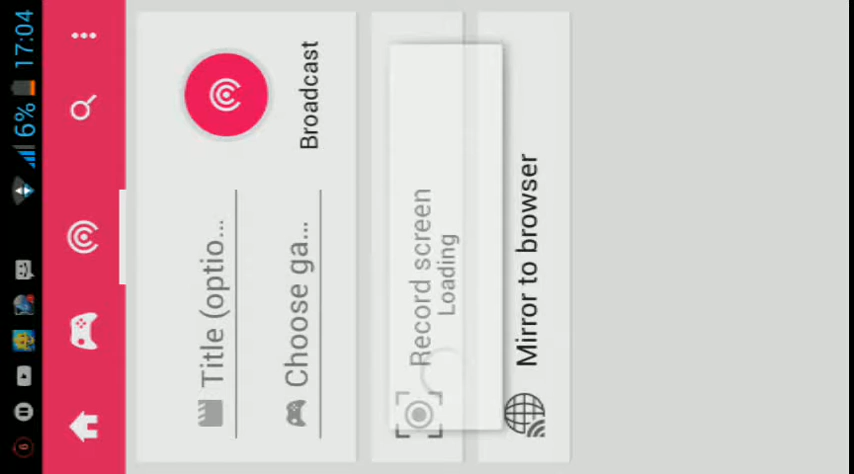 6% 17:04
Title (optio...
Choose ga...
Broadcast
Record screen
Loading
Mirror to browser